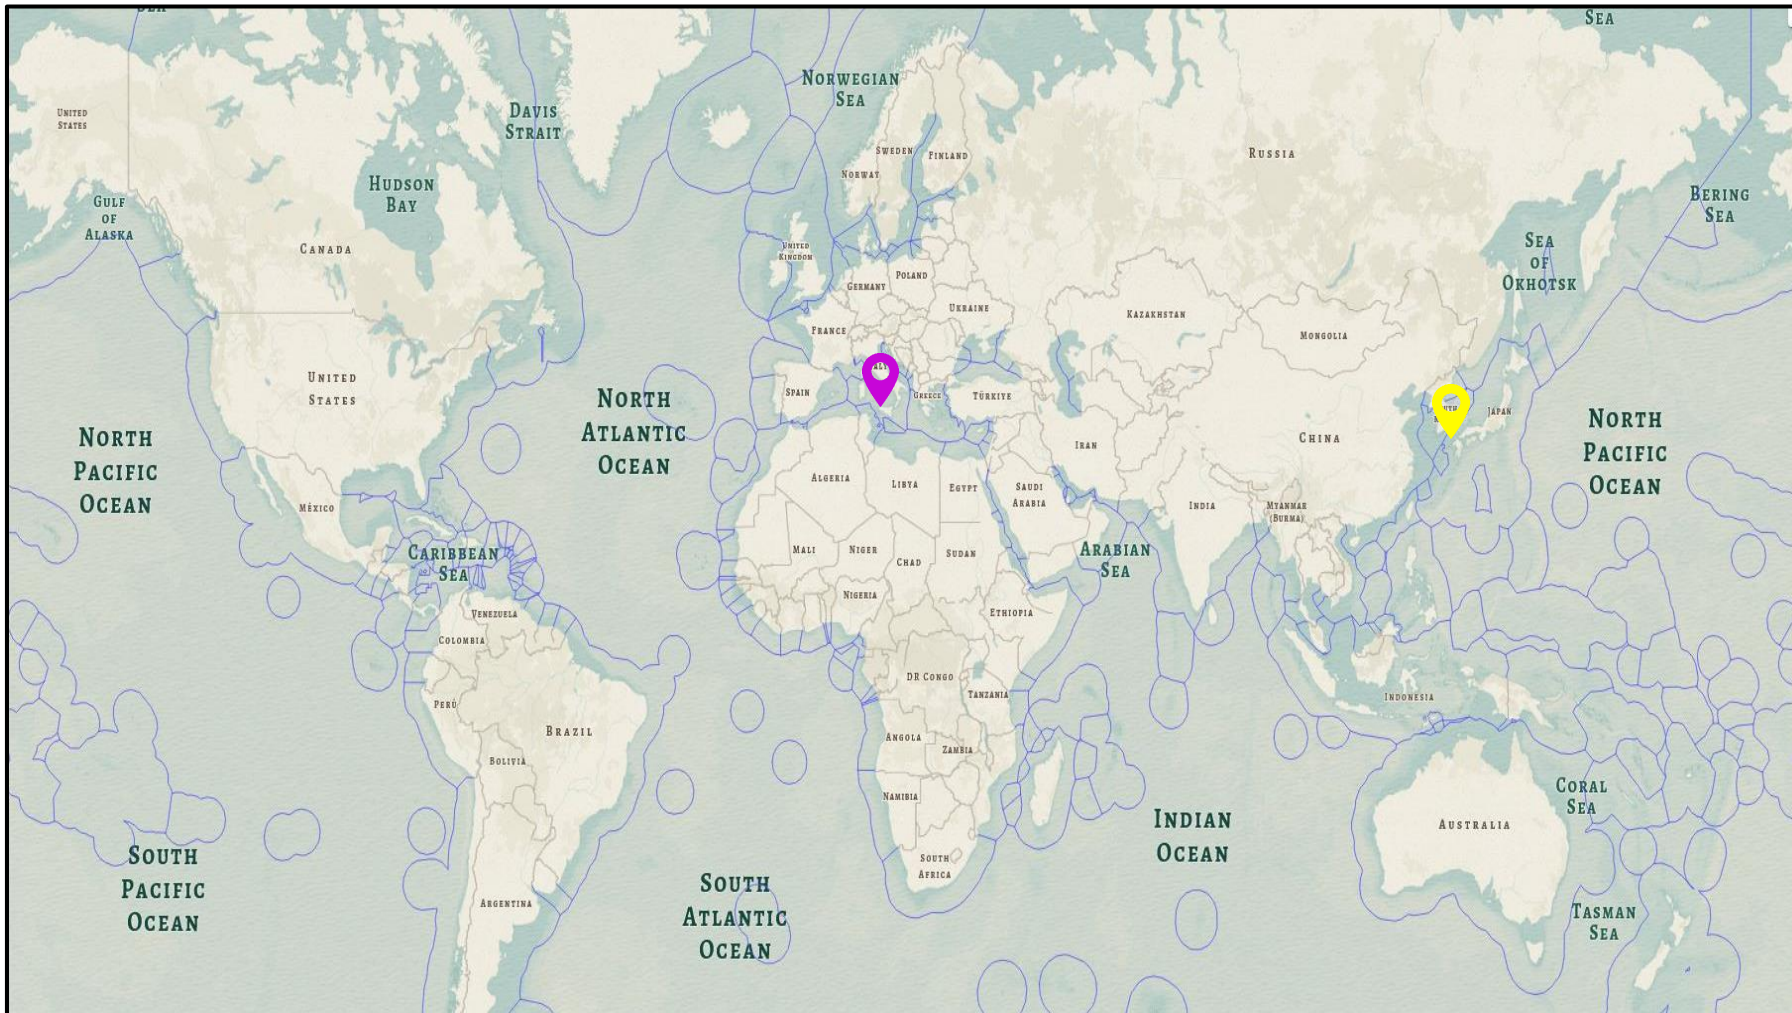 SEA
SEA
NORWEGIAN
SEA
DAVIS
STRAIT
UNITED
STATES
SWEDEN
FINLAND
NORWAY
RUSSIA
HUDSON
BAY
BERING
SEA
GULF
OF
ALASKA
CANADA
UNITED
KINGDOM
SEA
OF
OKHOTSK
POLAND
GERMANY
UKRAINE
KAZAKHSTAN
FRANCE
MONGOLIA
UNITED
STATES
SPAIN
GREECE
TÜRKIYE
JAPAN
NORTH
ATLANTIC
OCEAN
NORTH
PACIFIC
OCEAN
NORTH
PACIFIC
OCEAN
CHINA
IRAN
ALGERIA
LIBYA
EGYPT
SAUDI
ARABIA
MÉXICO
INDIA
MYANMAR
(BURMA)
CARIBBEAN
SEA
MALI
NIGER
CHAD
SUDAN
ARABIAN
SEA
NIGERIA
ETHIOPIA
VENEZUELA
COLOMBIA
DR CONGO
TANZANIA
INDONESIA
PERÚ
BRAZIL
ANGOLA
ZAMBIA
BOLIVIA
NAMIBIA
CORAL
SEA
INDIAN
OCEAN
AUSTRALIA
SOUTH
PACIFIC
OCEAN
SOUTH
AFRICA
SOUTH
ATLANTIC
OCEAN
ARGENTINA
TASMAN
SEA